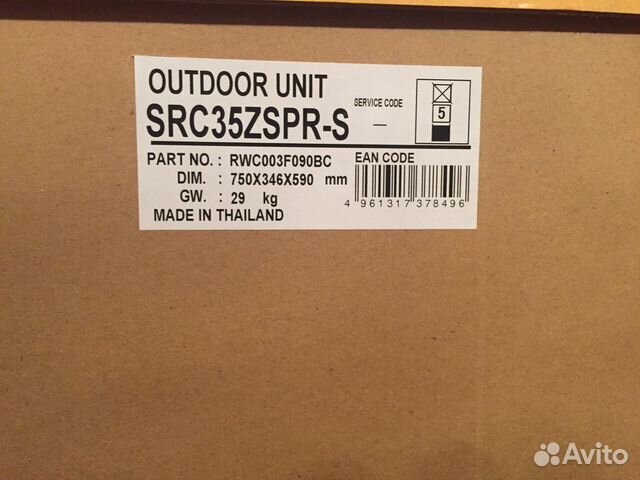 OUTDOOR UNIT
SRC35ZSPR-S
SERVICE CODE
—
5
PART NO. : RWC003F090BC
DIM. : 750X346X590 mm
GW. : 29 kg
MADE IN THAILAND
EAN CODE
4 961317 378496
Avito